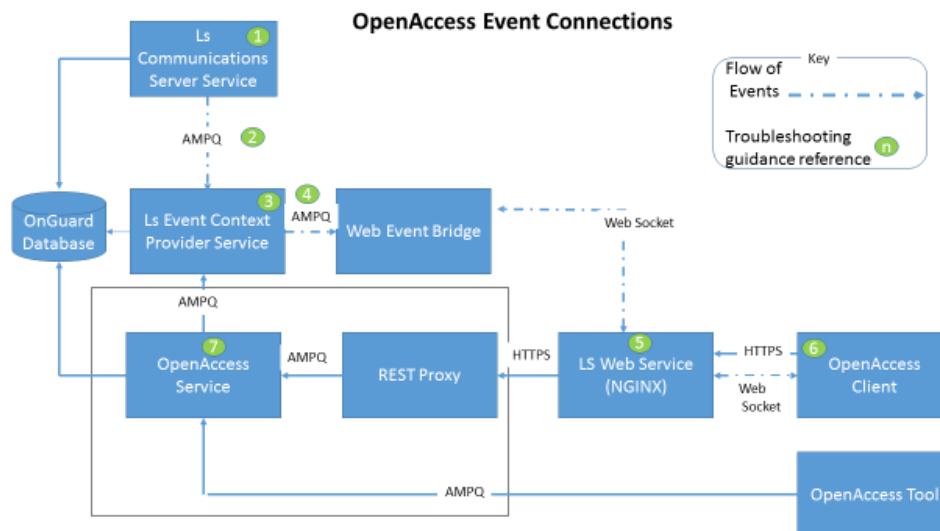 OpenAccess Event Connections
Ls
Communications
Server Service
1
Key
Flow of
Events
Troubleshooting
guidance reference
n
AMPQ
2
OnGuard
Database
Ls Event Context
Provider Service
3
4
AMPQ
Web Event Bridge
Web Socket
AMPQ
7
OpenAccess
Service
AMPQ
REST Proxy
HTTPS
5
LS Web Service
(NGINX)
HTTPS
Web
Socket
6
OpenAccess
Client
AMPQ
OpenAccess Tool